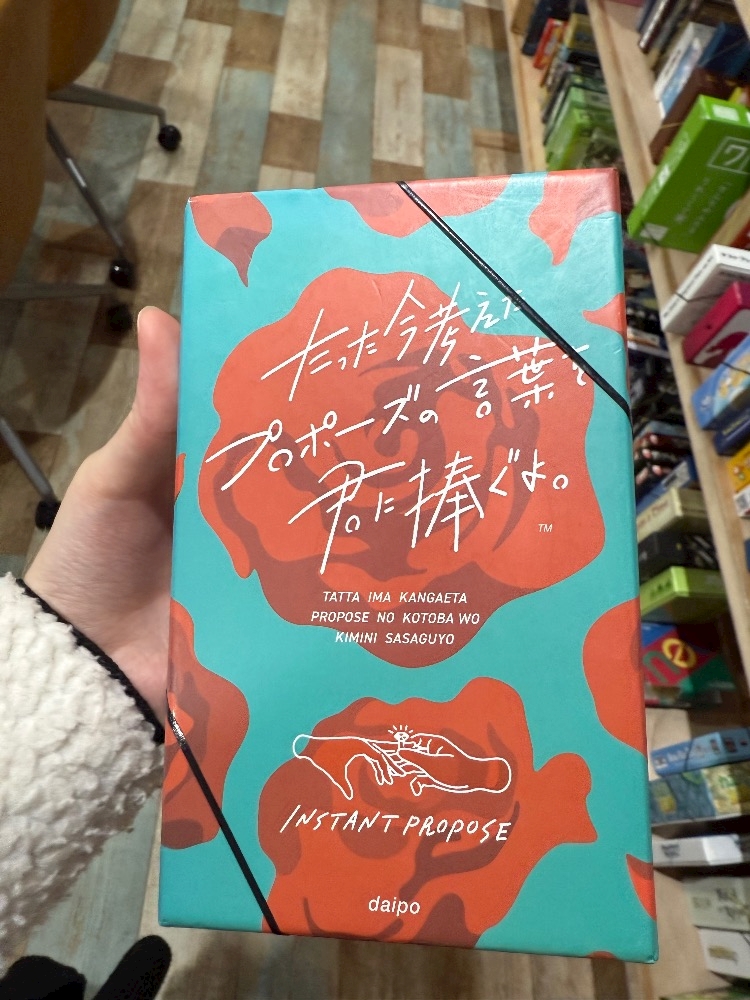 たった今考えた
プロポーズの言葉を
君に捧ぐよ。
TM
TATTA IMA KANGAETA
PROPOSE NO KOTOBA WO
KIMINI SASAGUYO
INSTANT PROPOSE
daipo